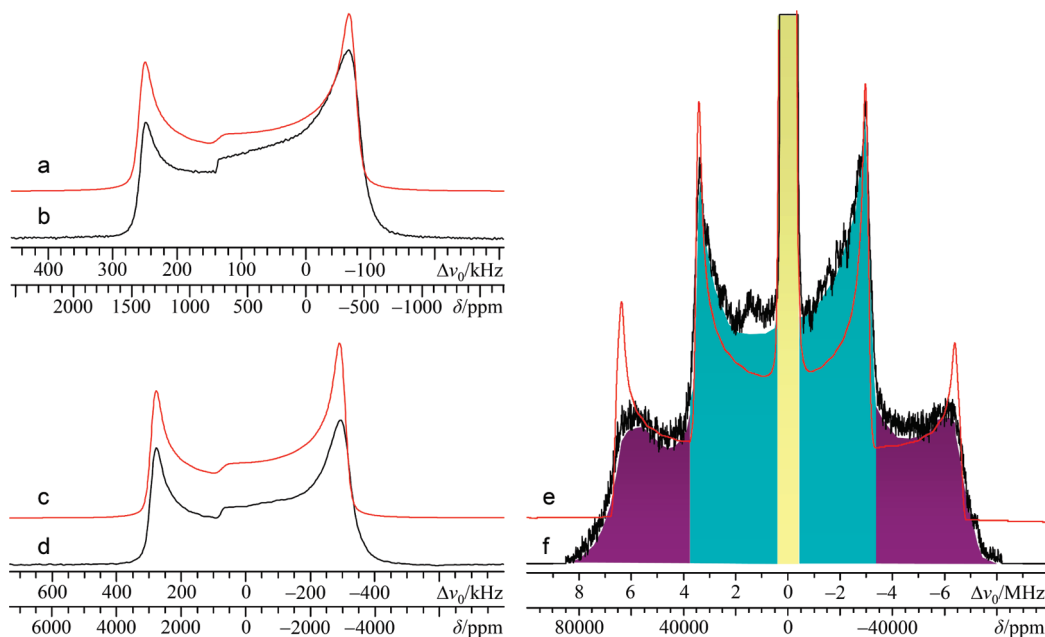 a
b
400 300 200 100 0 −100 Δν₀/kHz
2000 1500 1000 500 0 −500 −1000 δ/ppm
c
d
600 400 200 0 −200 −400 Δν₀/kHz
6000 4000 2000 0 −2000 −4000 δ/ppm
e
f
8 6 4 2 0 −2 −4 −6 Δν₀/MHz
80000 40000 0 −40000 δ/ppm